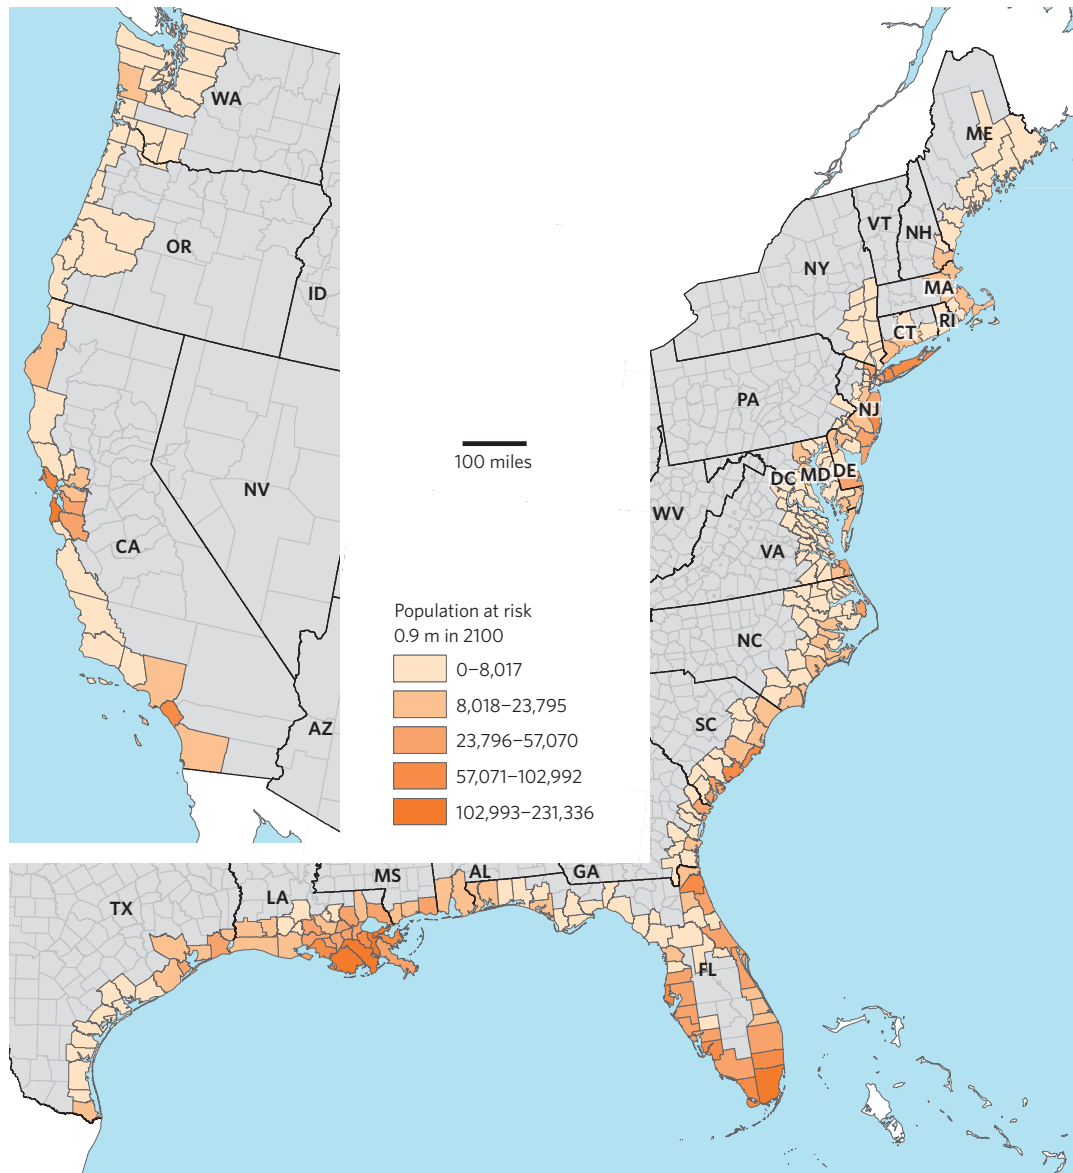 WA
ME
OR
VT
NH
NY
ID
MA
RI
CT
PA
NJ
100 miles
DC
MD
DE
NV
WV
CA
VA
Population at risk
0.9 m in 2100
0–8,017
8,018–23,795
23,796–57,070
57,071–102,992
102,993–231,336
NC
AZ
SC
MS
AL
GA
LA
TX
FL